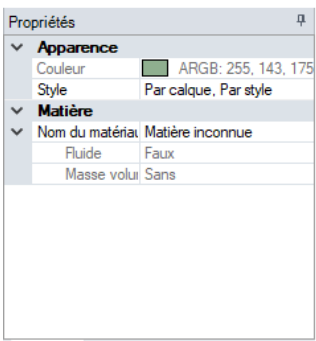 Propriétés
Apparence
Couleur ARGB: 255, 143, 175
Style Par calque, Par style
Matière
Nom du matériau Matière inconnue
Fluide Faux
Masse volu Sans